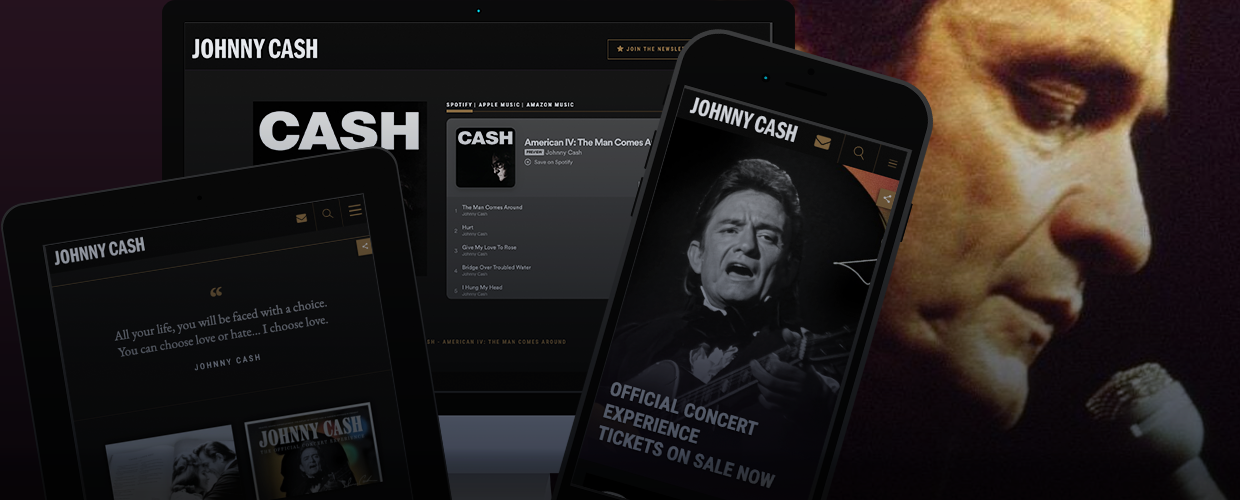 JOHNNY CASH
JOIN THE NEWSLE
CASH
SPOTIFY | APPLE MUSIC | AMAZON MUSIC
CASH
American IV: The Man Comes A
PREVIEW Johnny Cash
Save on Spotify
1 The Man Comes Around
Johnny Cash
2 Hurt
Johnny Cash
3 Give My Love To Rose
Johnny Cash
4 Bridge Over Troubled Water
Johnny Cash
5 I Hung My Head
Johnny Cash
SH - AMERICAN IV: THE MAN COMES AROUND
JOHNNY CASH
“
All your life, you will be faced with a choice.
You can choose love or hate... I choose love.
JOHNNY CASH
JOHNNY CASH
THE OFFICIAL CONCERT EXPERIENCE
JOHNNY CASH
OFFICIAL CONCERT
EXPERIENCE
TICKETS ON SALE NOW